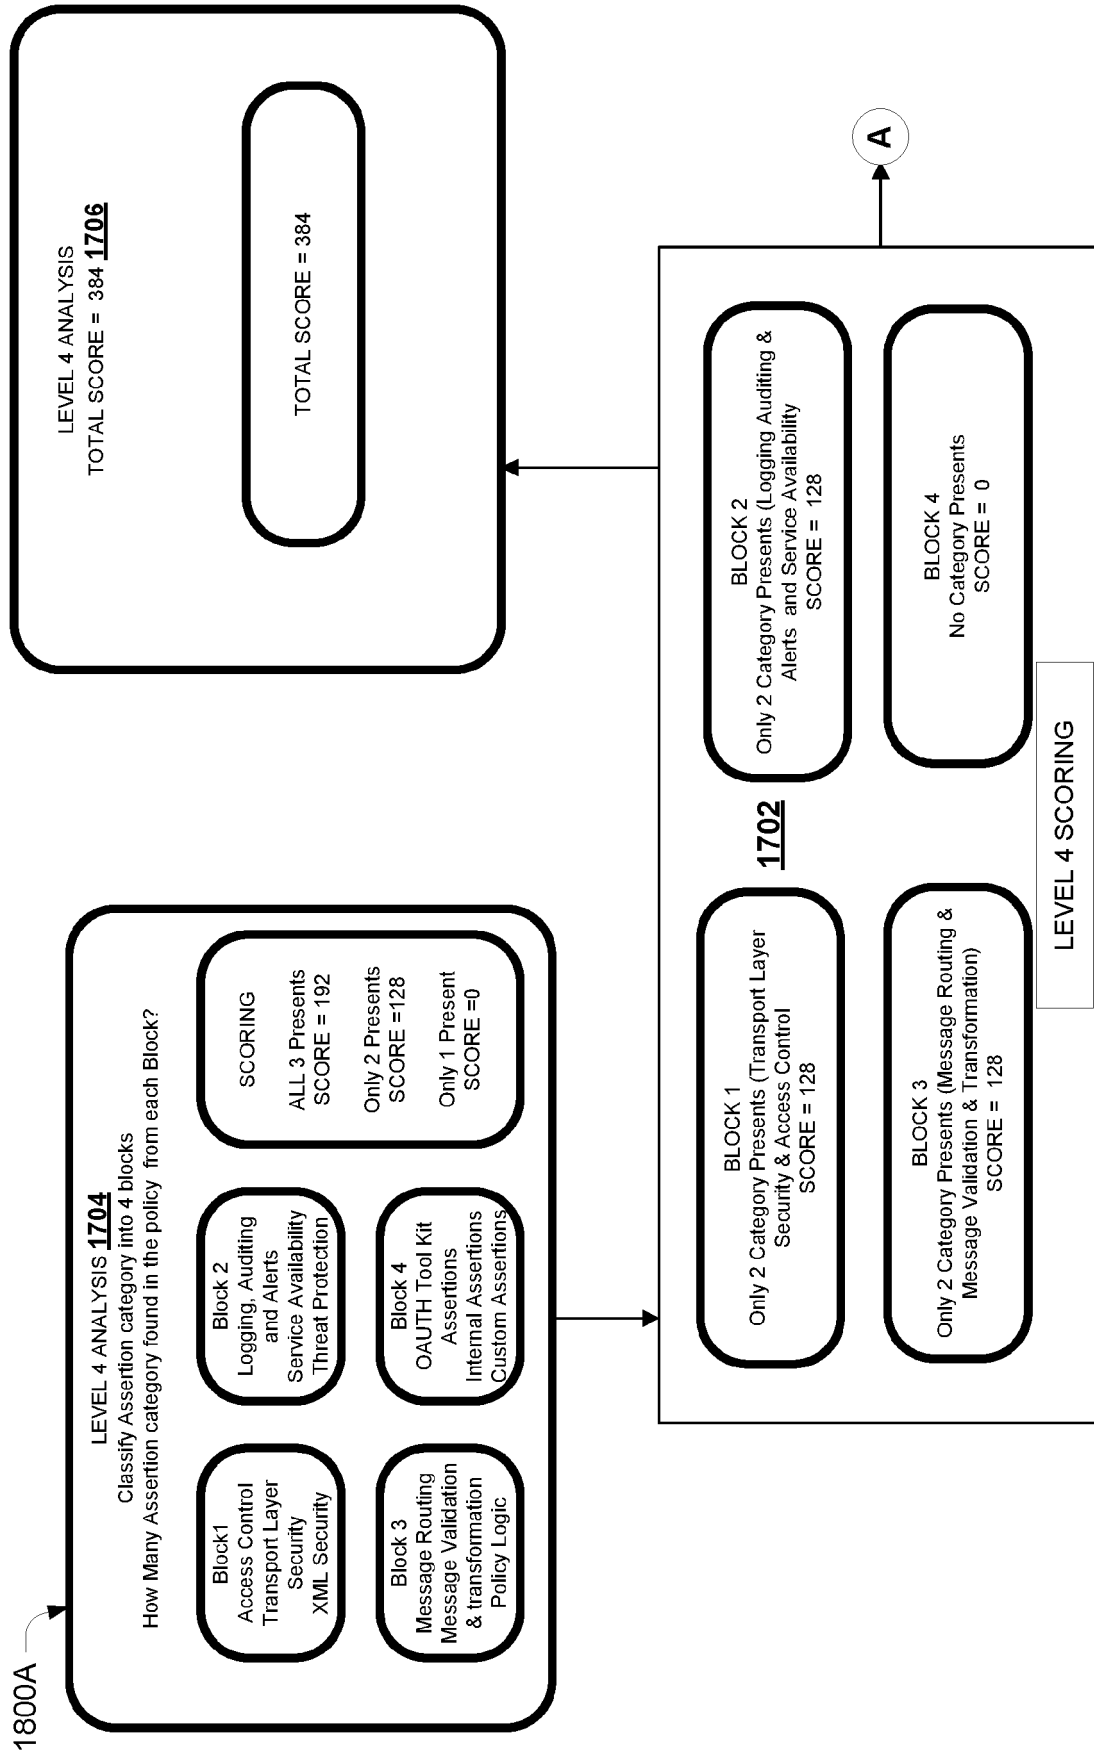 1800A
LEVEL 4 ANALYSIS 1704
Classify Assertion category into 4 blocks
How Many Assertion category found in the policy from each Block?
Block1
Access Control
Transport Layer
Security
XML Security
Block 2
Logging, Auditing
and Alerts
Service Availability
Threat Protection
SCORING
ALL 3 Presents
SCORE = 192
Only 2 Presents
SCORE =128
Only 1 Present
SCORE =0
Block 3
Message Routing
Message Validation
& transformation
Policy Logic
Block 4
OAUTH Tool Kit
Assertions
Internal Assertions
Custom Assertions
LEVEL 4 ANALYSIS
TOTAL SCORE = 384 1706
TOTAL SCORE = 384
BLOCK 1
Only 2 Category Presents (Transport Layer
Security & Access Control
SCORE = 128
1702
BLOCK 2
Only 2 Category Presents (Logging Auditing &
Alerts and Service Availability
SCORE = 128
BLOCK 3
Only 2 Category Presents (Message Routing &
Message Validation & Transformation)
SCORE = 128
BLOCK 4
No Category Presents
SCORE = 0
LEVEL 4 SCORING
A